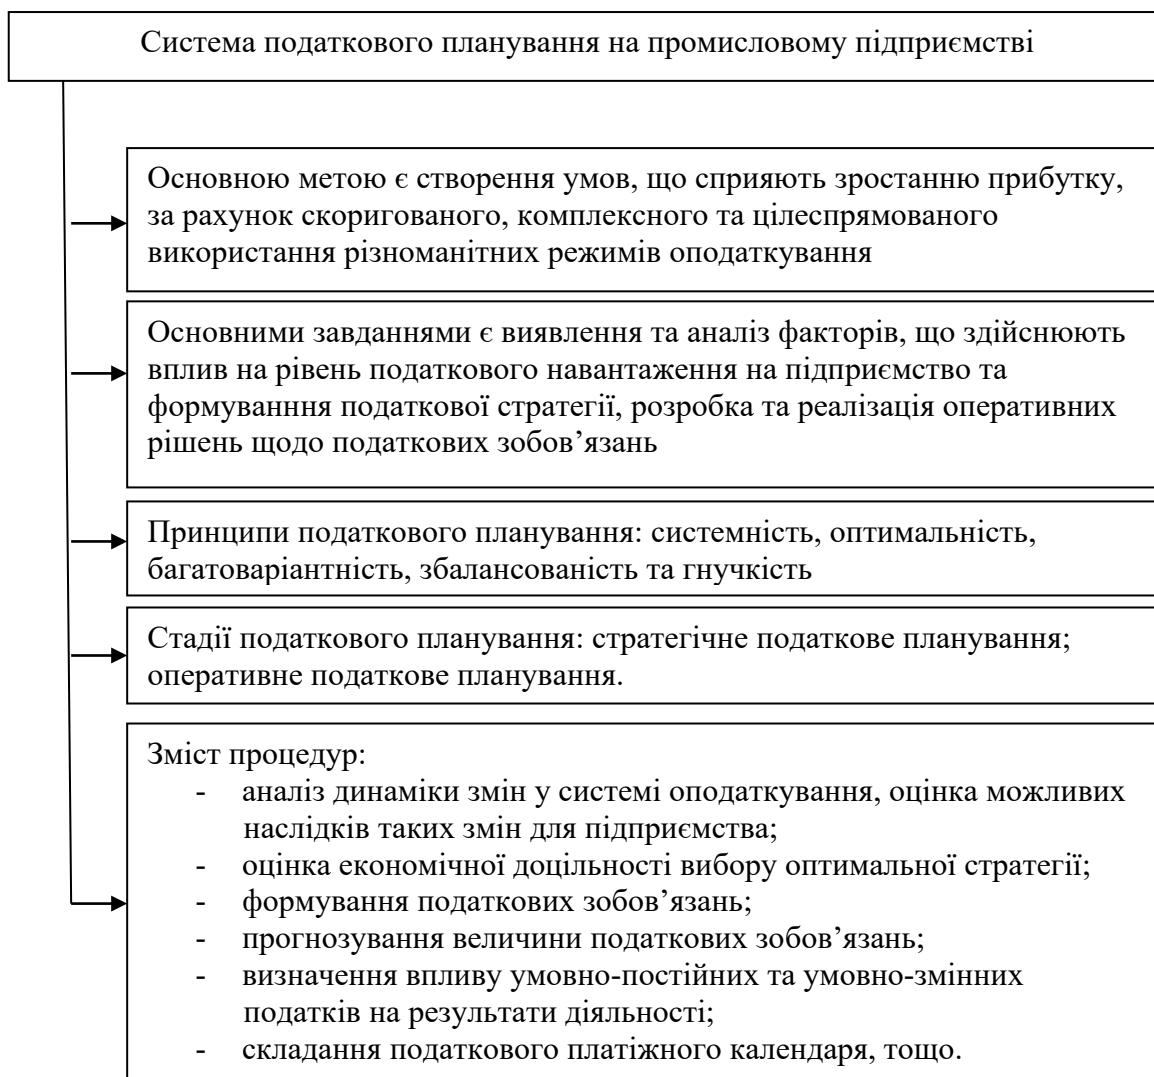 Система податкового планування на промисловому підприємстві
Основною метою є створення умов, що сприяють зростанню прибутку,
за рахунок скоригованого, комплексного та цілеспрямованого
використання різноманітних режимів оподаткування
Основними завданнями є виявлення та аналіз факторів, що здійснюють
вплив на рівень податкового навантаження на підприємство та
формуванння податкової стратегії, розробка та реалізація оперативних
рішень щодо податкових зобов’язань
Принципи податкового планування: системність, оптимальність,
багатоваріантність, збалансованість та гнучкість
Стадії податкового планування: стратегічне податкове планування;
оперативне податкове планування.
Зміст процедур:
- аналіз динаміки змін у системі оподаткування, оцінка можливих
наслідків таких змін для підприємства;
- оцінка економічної доцільності вибору оптимальної стратегії;
- формування податкових зобов’язань;
- прогнозування величини податкових зобов’язань;
- визначення впливу умовно-постійних та умовно-змінних
податків на результати діяльності;
- складання податкового платіжного календаря, тощо.